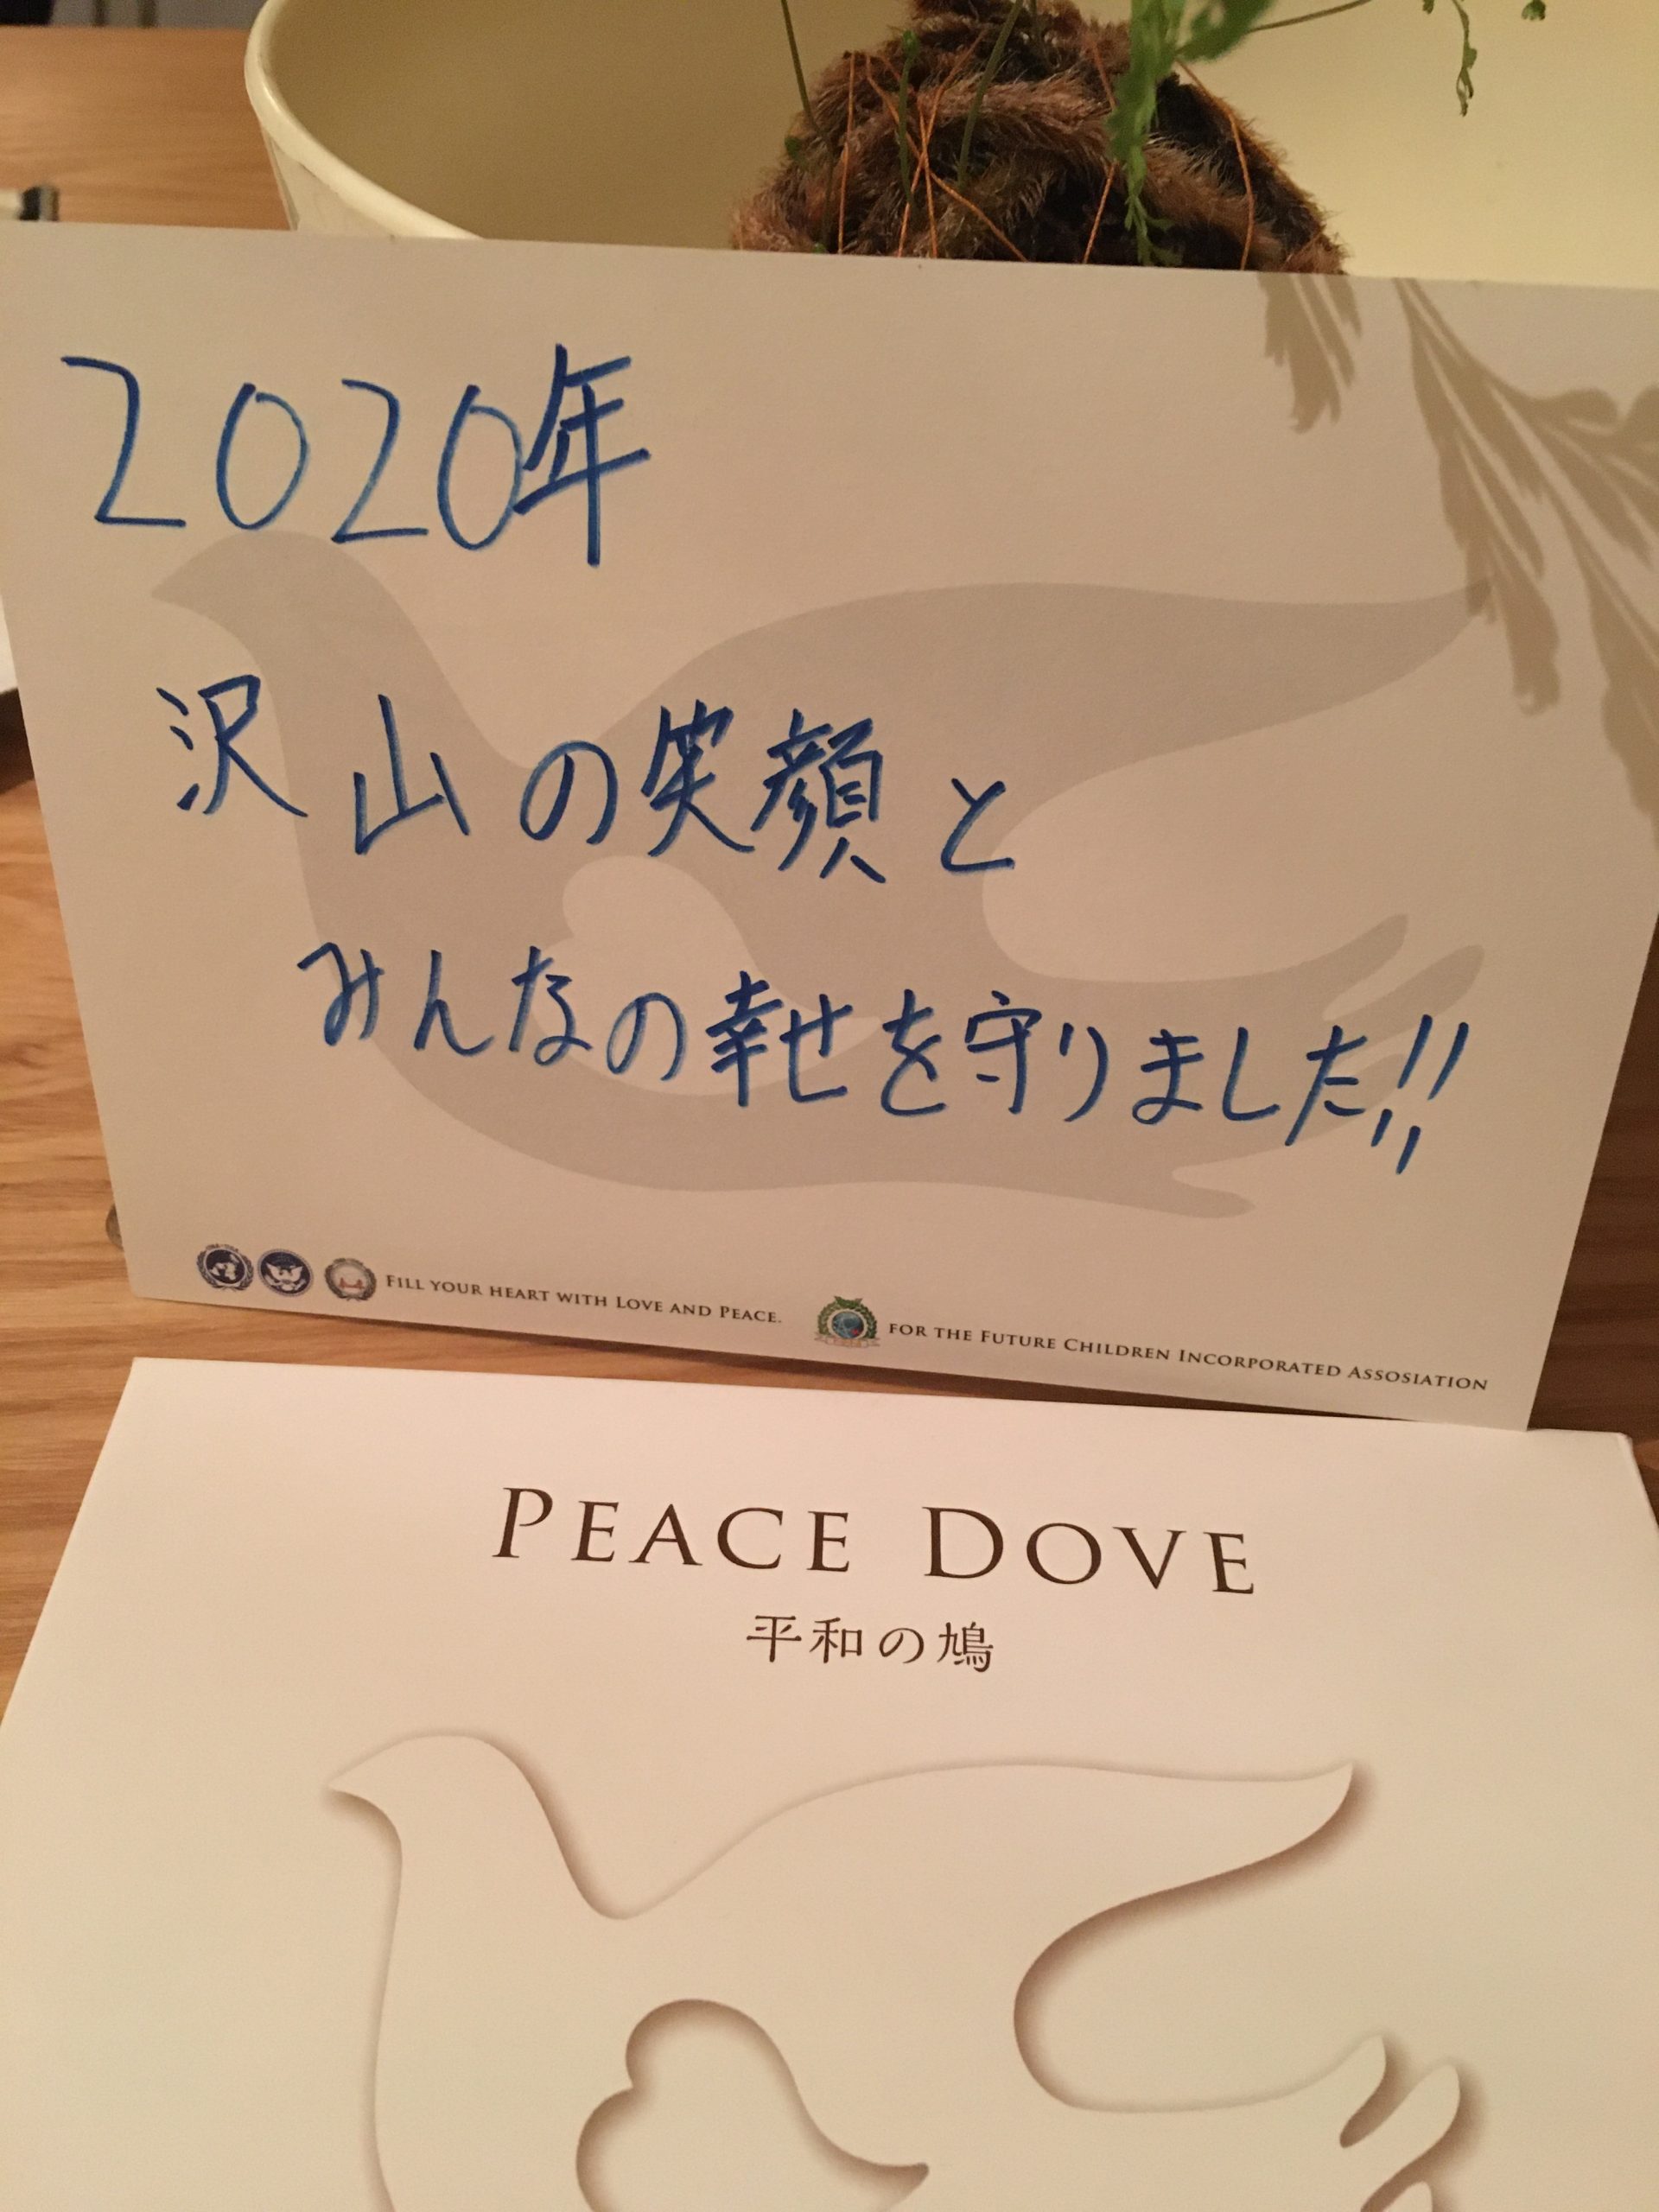 2020年
沢山の笑顔と
みんなの幸せを守りました!!
FILL YOUR HEART WITH LOVE AND PEACE.
FOR THE FUTURE CHILDREN INCORPORATED ASSOSIATION
PEACE DOVE
平和の鳩